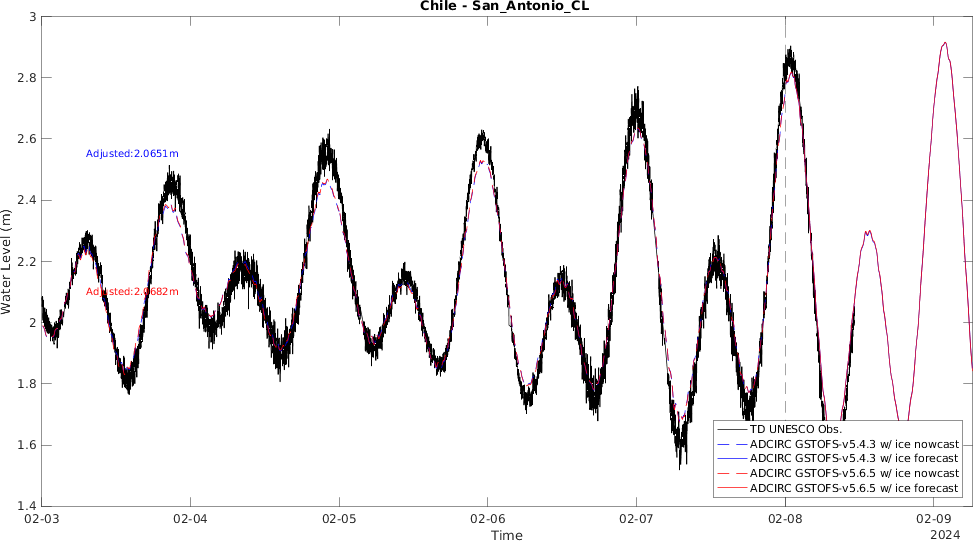 Chile - San_Antonio_CL
3
2.8
2.6
2.4
2.2
2
1.8
1.6
1.4
Water Level (m)
Adjusted:2.0651m
Adjusted:2.0682m
TD UNESCO Obs.
ADCIRC GSTOFS-v5.4.3 w/ ice nowcast
ADCIRC GSTOFS-v5.4.3 w/ ice forecast
ADCIRC GSTOFS-v5.6.5 w/ ice nowcast
ADCIRC GSTOFS-v5.6.5 w/ ice forecast
02-03 02-04 02-05 02-06 02-07 02-08 02-09
Time
2024